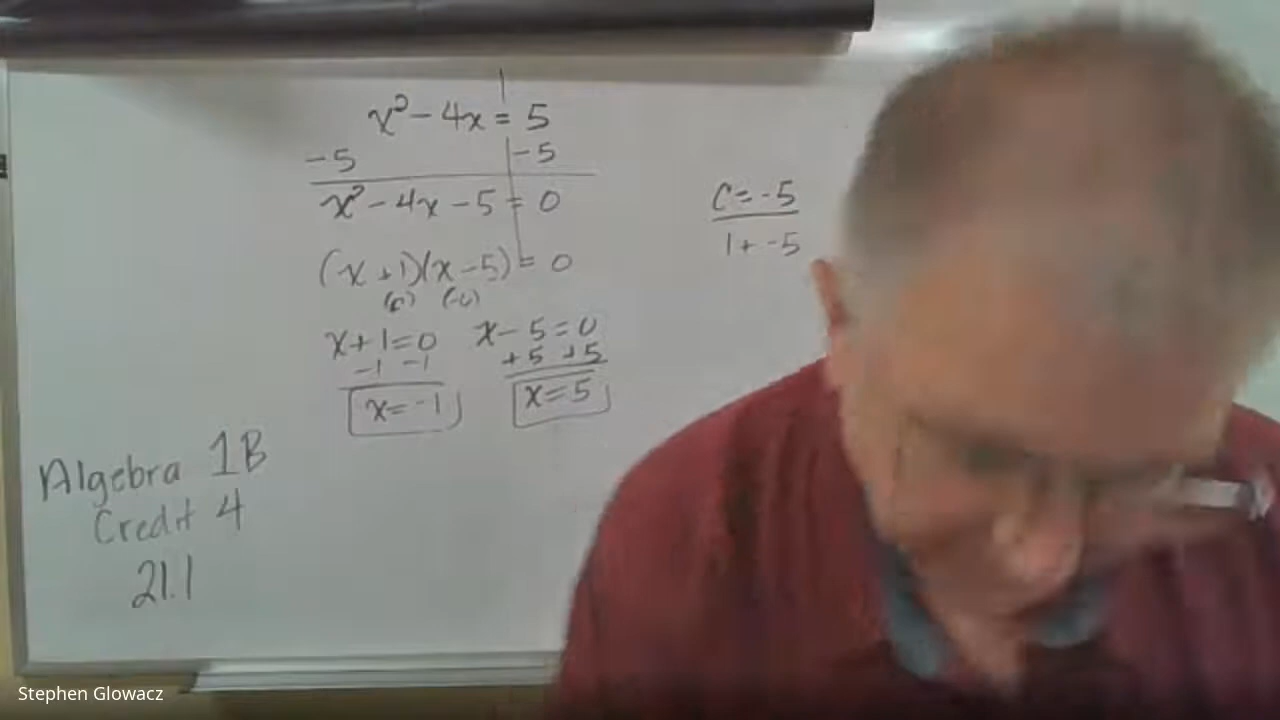 x² - 4x = 5
-5 -5
x² - 4x - 5 = 0
(x + 1)(x - 5) = 0
x + 1 = 0 x - 5 = 0
-1 -1 +5 +5
x = -1 x = 5
C = -5
1 + -5
Algebra 1B
Credit 4
21.1
Stephen Glowacz